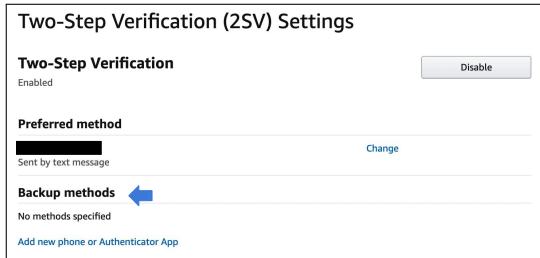 Two-Step Verification (2SV) Settings
Two-Step Verification
Disable
Enabled
Preferred method
Change
Sent by text message
Backup methods
No methods specified
Add new phone or Authenticator App